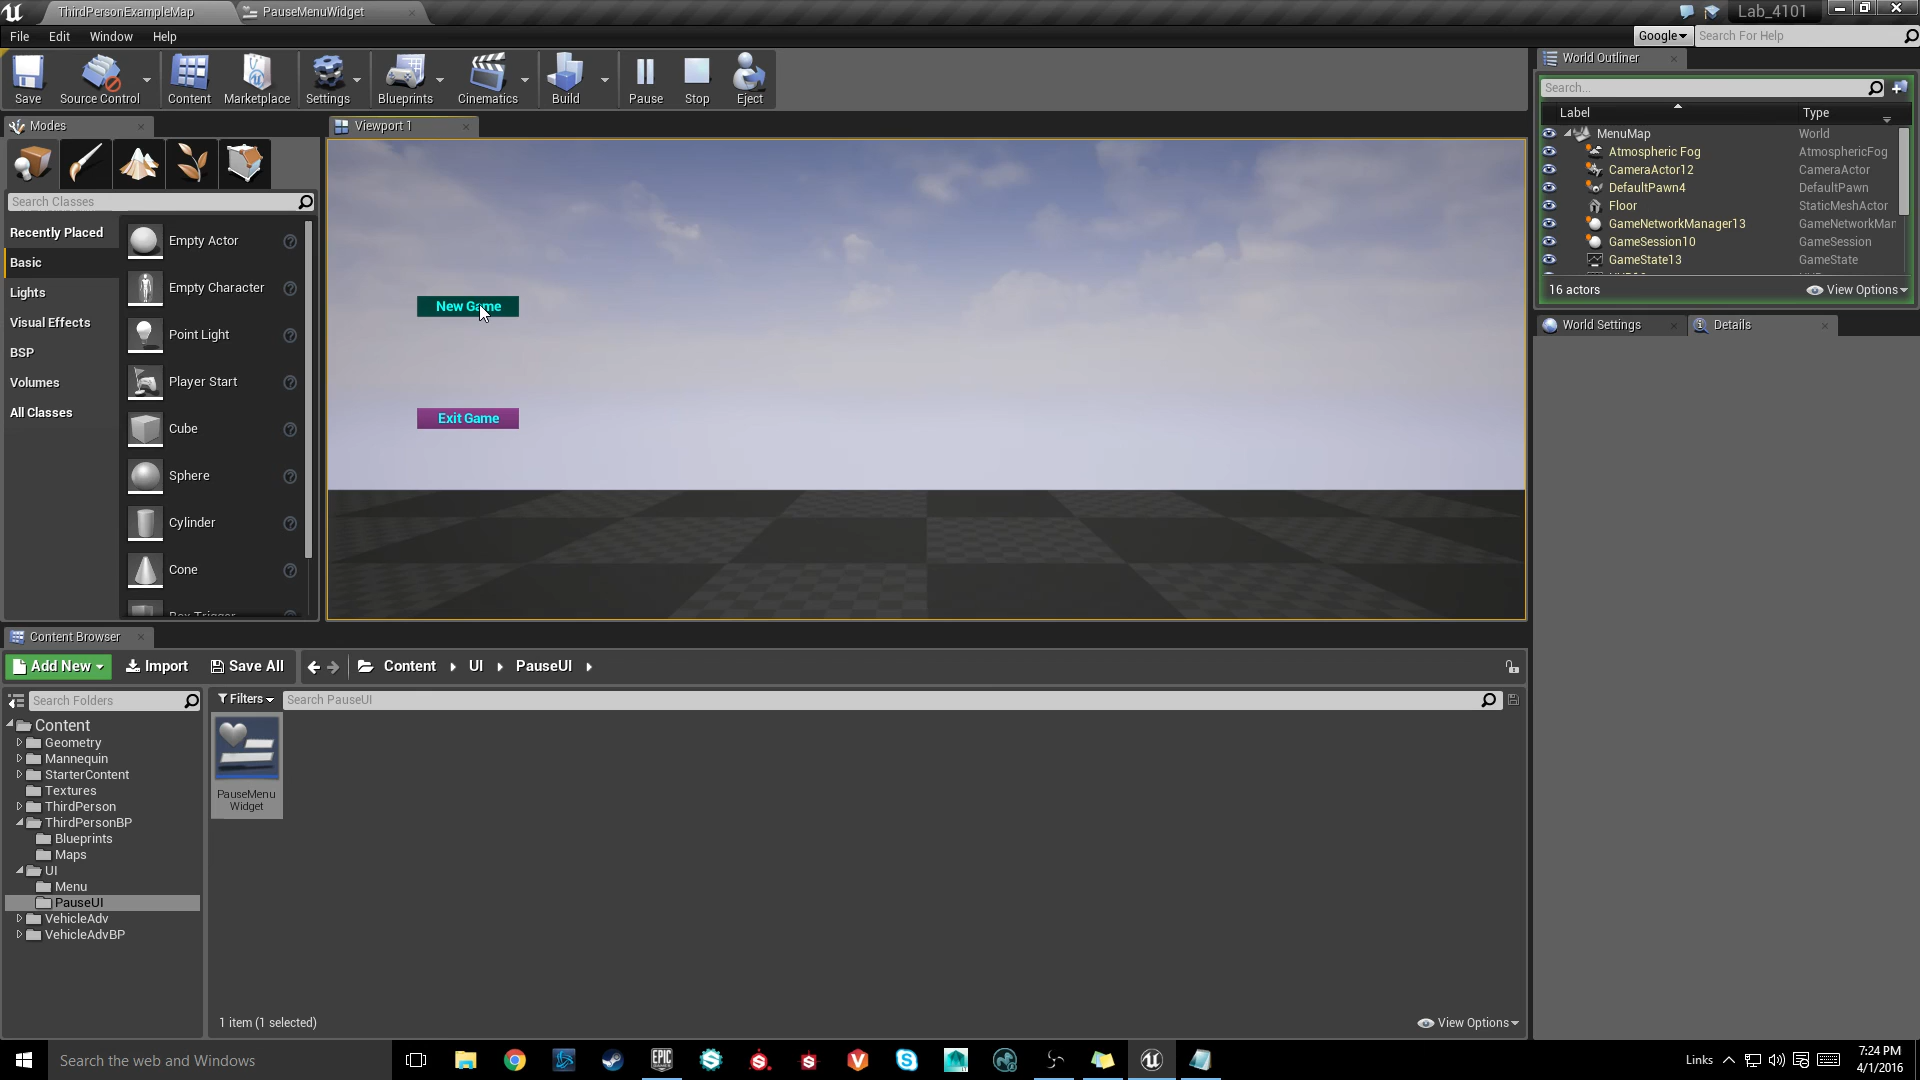 ThirdPersonExampleMap
PauseMenuWidget
Lab_4101
File Edit Window Help
Google
Search For Help
Save
Source Control
Content
Marketplace
Settings
Blueprints
Cinematics
Build
Pause
Stop
Eject
Modes
Search Classes
Recently Placed
Basic
Lights
Visual Effects
BSP
Volumes
All Classes
Empty Actor
Empty Character
Point Light
Player Start
Cube
Sphere
Cylinder
Cone
Viewport 1
New Game
Exit Game
World Outliner
Search...
Label Type
MenuMap World
Atmospheric Fog AtmosphericFog
CameraActor12 CameraActor
DefaultPawn4 DefaultPawn
Floor StaticMeshActor
GameNetworkManager13 GameNetworkMar
GameSession10 GameSession
GameState13 GameState
16 actors
View Options
World Settings
Details
Content Browser
Add New
Import
Save All
Content
UI
PauseUI
Search Folders
Filters
Search PauseUI
Content
Geometry
Mannequin
StarterContent
Textures
ThirdPerson
ThirdPersonBP
Blueprints
Maps
UI
Menu
PauseUI
VehicleAdv
VehicleAdvBP
PauseMenu
Widget
1 item (1 selected)
View Options
Search the web and Windows
EPIC
Links
7:24 PM
4/1/2016